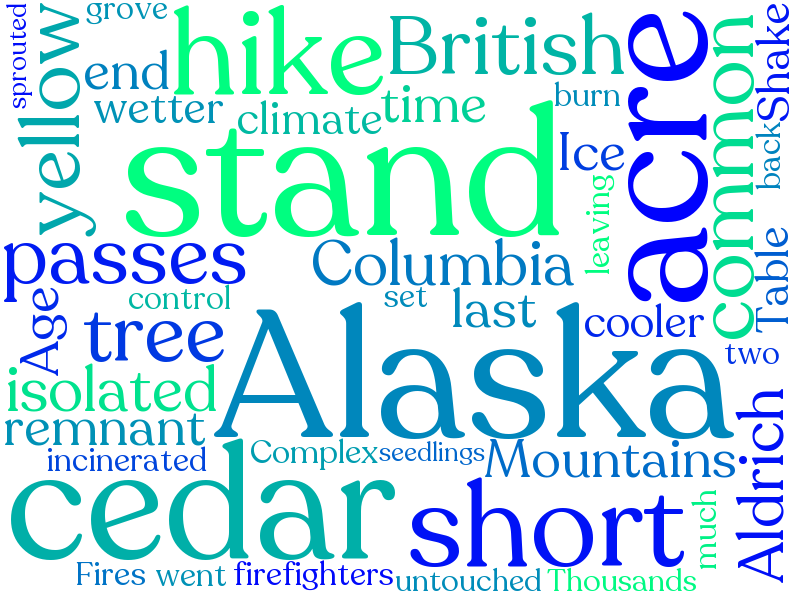 sprouted
grove
yellow
hike
British
acre
common
Shake
end
wetter
climate
time
burn
stand
Ice
back
leaving
passes
Columbia
control
set
last
Table
Age
tree
cooler
two
Alaska
isolated
remnant
incinerated
Complex
seedlings
Mountains
Aldrich
cedar
short
much
Fires
went
firefighters
untouched
Thousands